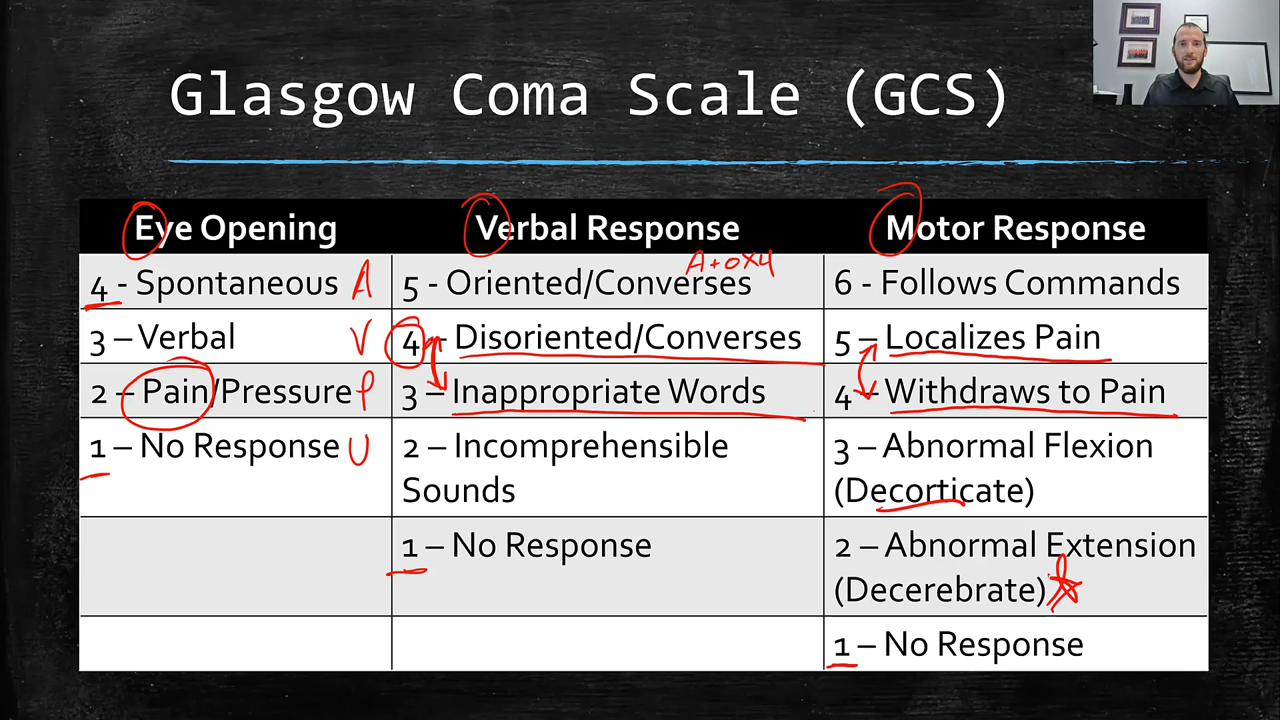 Glasgow Coma Scale (GCS)
Eye Opening
Verbal Response
Motor Response
A+0x4
4 - Spontaneous A
5 - Oriented/Converses
6 - Follows Commands
3 – Verbal V
4 – Disoriented/Converses
5 – Localizes Pain
2 – Pain/Pressure P
3 – Inappropriate Words
4 – Withdraws to Pain
1 – No Response U
2 – Incomprehensible
Sounds
3 – Abnormal Flexion
(Decorticate)
1 – No Response
2 – Abnormal Extension
(Decerebrate)
1 – No Response